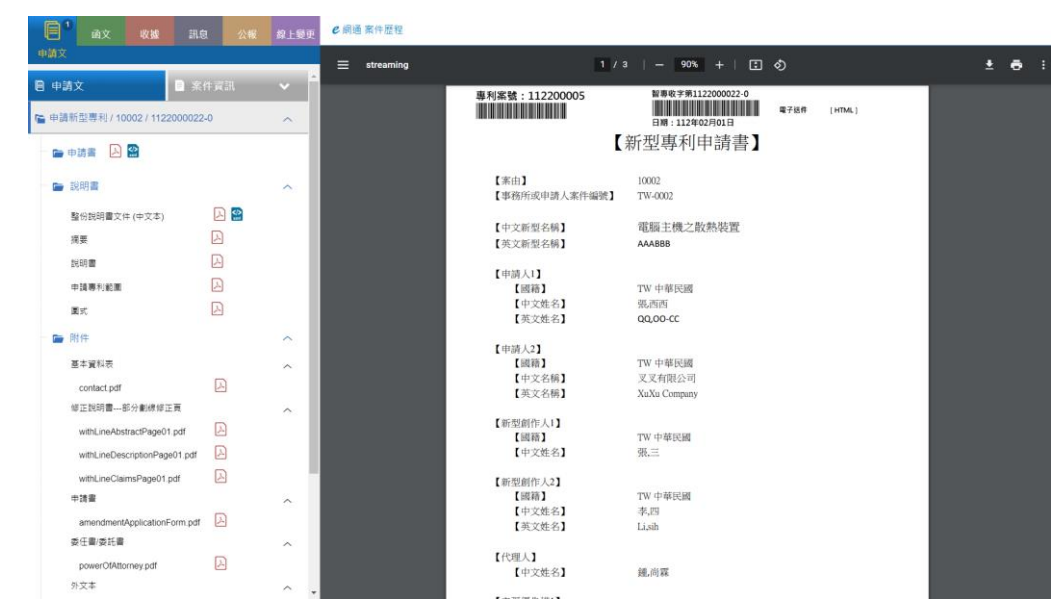 1
函文 收據 訊息 公報 線上變更
申請文
申請文
案件資訊
申請新型專利 / 10002 / 1122000022-0
申請書
說明書
整份說明書文件 (中文本)
摘要
說明書
申請專利範圍
圖式
附件
基本資料表
contact.pdf
修正說明書---部分劃線修正頁
withLineAbstractPage01.pdf
withLineDescriptionPage01.pdf
withLineClaimsPage01.pdf
申請書
amendmentApplicationForm.pdf
委任書/委託書
powerOfAttorney.pdf
外文本
e 網通 案件歷程
streaming
1 / 3 | − 90% +
專利案號：112200005
智專收字第1122000022-0
日期：112年02月01日
電子送件 [ HTML ]
【新型專利申請書】
【案由】 10002
【事務所或申請人案件編號】 TW-0002
【中文新型名稱】 電腦主機之散熱裝置
【英文新型名稱】 AAABBB
【申請人1】
【國籍】 TW 中華民國
【中文姓名】 張,西西
【英文姓名】 QQ,OO-CC
【申請人2】
【國籍】 TW 中華民國
【中文名稱】 叉叉有限公司
【英文名稱】 XuXu Company
【新型創作人1】
【國籍】 TW 中華民國
【中文姓名】 張,三
【新型創作人2】
【國籍】 TW 中華民國
【中文姓名】 李,四
【英文姓名】 Li,sih
【代理人】
【中文姓名】 鍾,尚霖